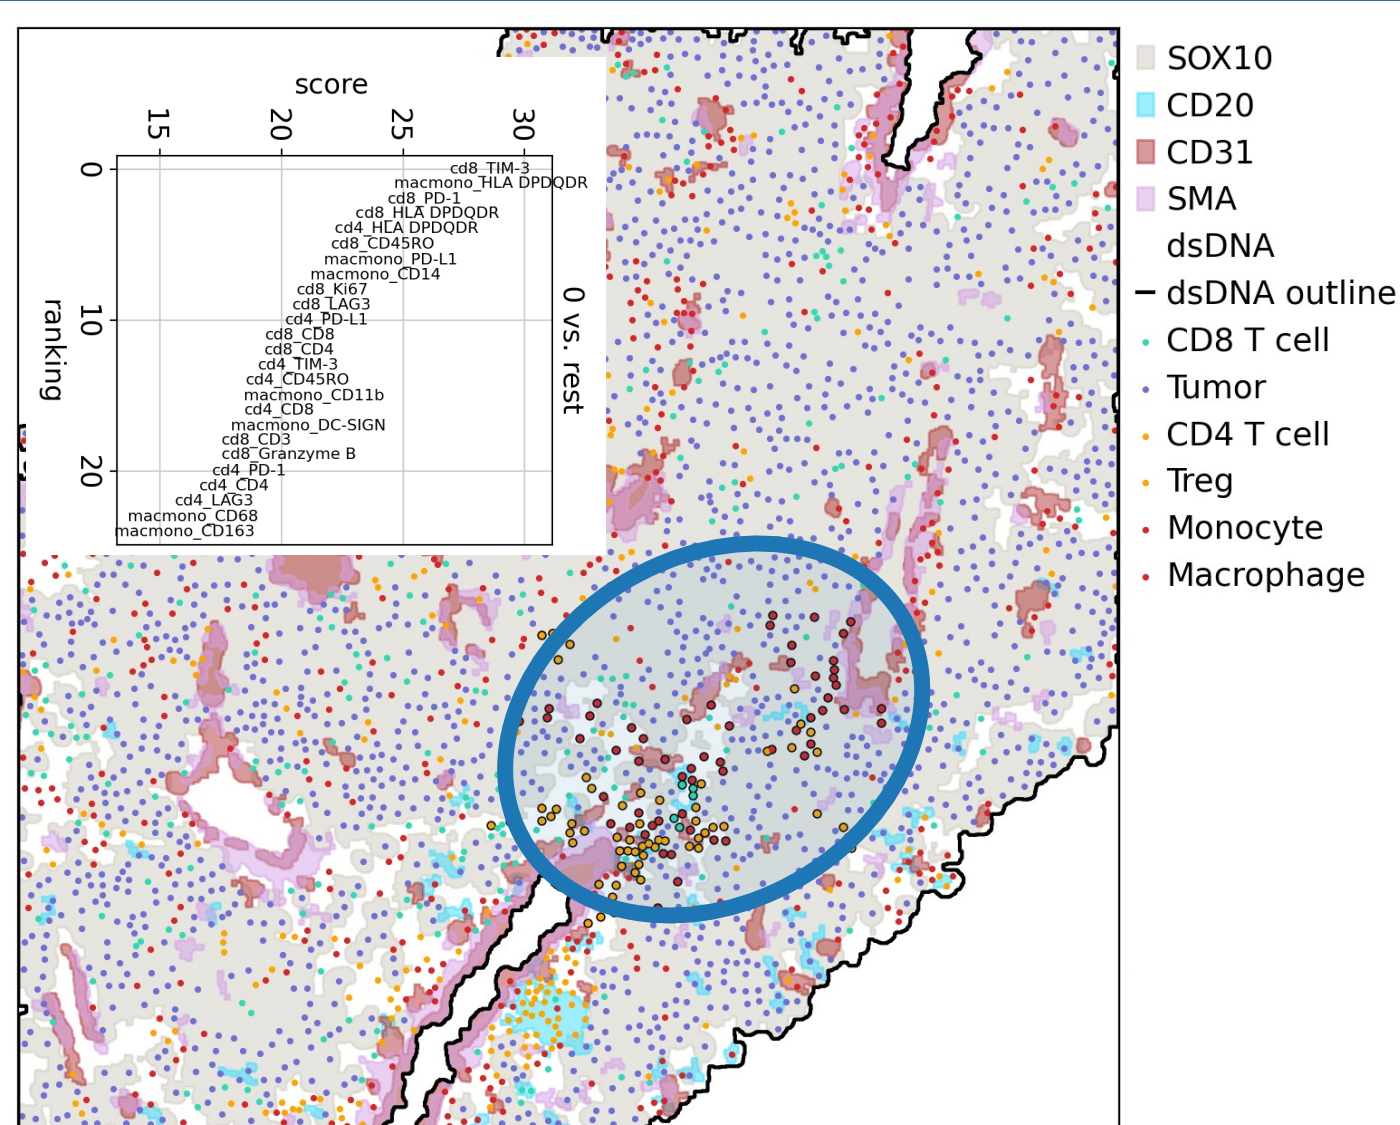 score
15
20
25
30
0
10
20
ranking
cd8_TIM-3
macmono_HLA DPDQDR
cd8_PD-1
cd8_HLA DPDQDR
cd4_HLA DPDQDR
cd8_CD45RO
macmono_PD-L1
macmono_CD14
cd8_Ki67
cd8_LAG3
cd4_PD-L1
cd8_CD8
cd8_CD4
cd4_TIM-3
cd4_CD45RO
macmono_CD11b
cd4_CD8
macmono_DC-SIGN
cd8_CD3
cd8_Granzyme B
cd4_PD-1
cd4_CD4
cd4_LAG3
macmono_CD68
macmono_CD163
0 vs. rest
SOX10
CD20
CD31
SMA
dsDNA
dsDNA outline
CD8 T cell
Tumor
CD4 T cell
Treg
Monocyte
Macrophage